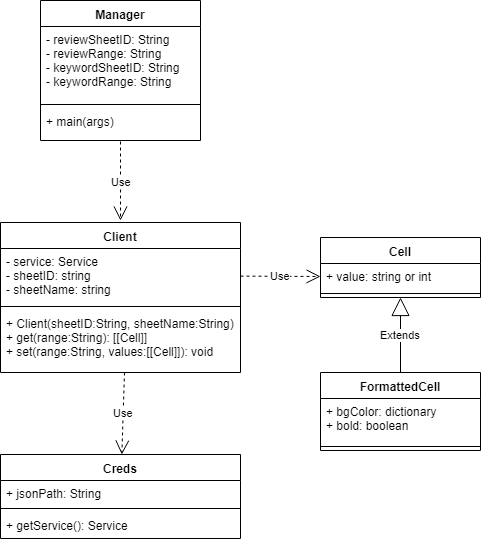 Manager
- reviewSheetID: String
- reviewRange: String
- keywordSheetID: String
- keywordRange: String
+ main(args)
Use
Client
- service: Service
- sheetID: string
- sheetName: string
+ Client(sheetID:String, sheetName:String)
+ get(range:String): [[Cell]]
+ set(range:String, values:[[Cell]]): void
Use
Cell
+ value: string or int
Extends
FormattedCell
+ bgColor: dictionary
+ bold: boolean
Use
Creds
+ jsonPath: String
+ getService(): Service